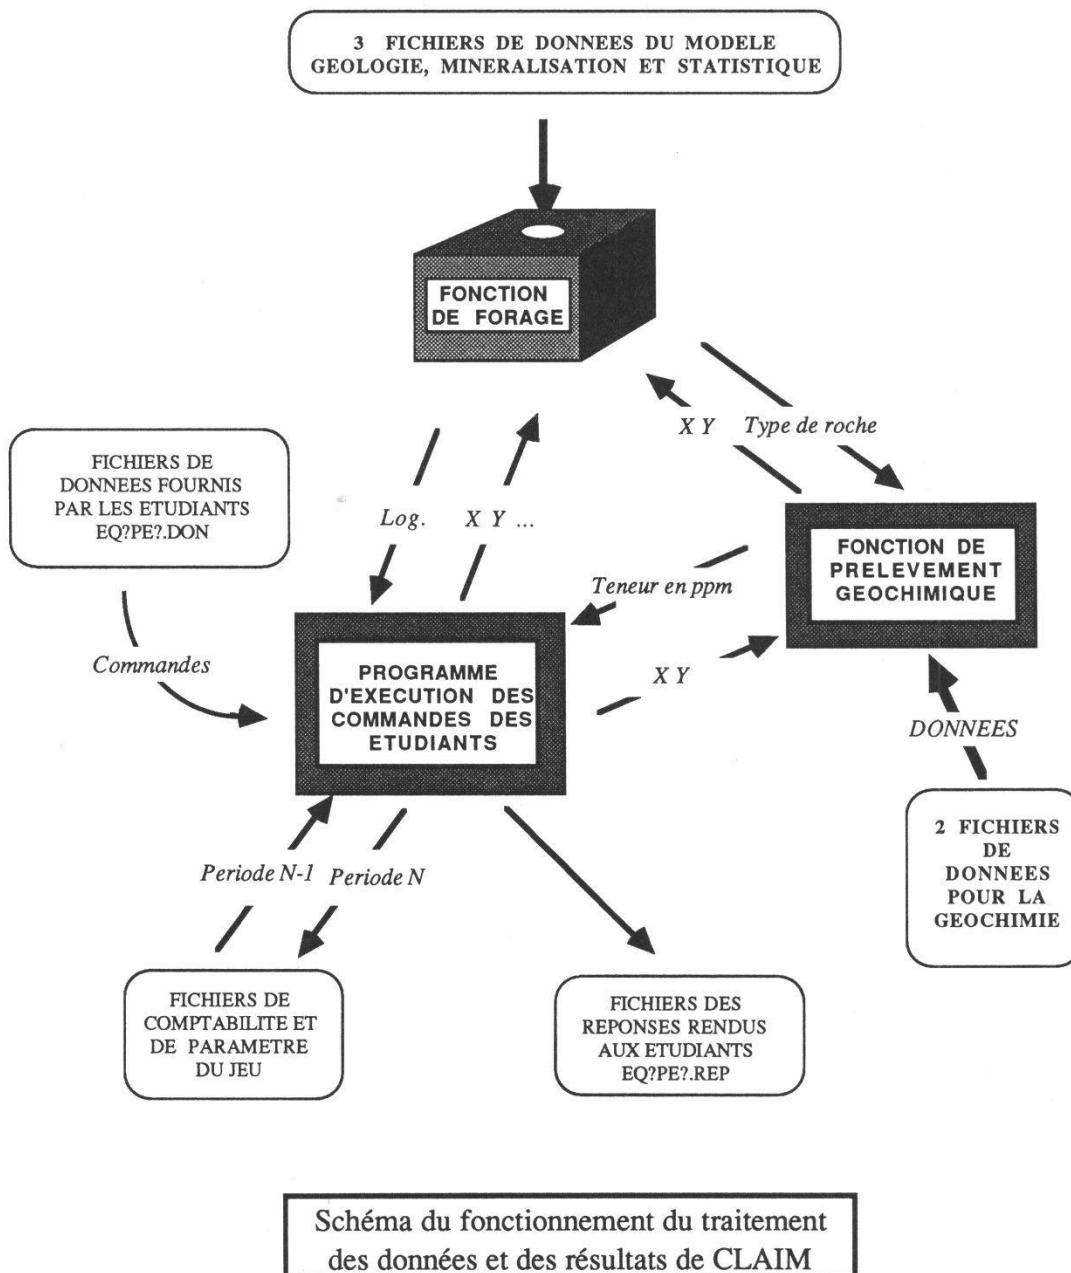 3 FICHIERS DE DONNEES DU MODELE
GEOLOGIE, MINERALISATION ET STATISTIQUE
FONCTION
DE FORAGE
X Y
Type de roche
FICHIERS DE
DONNEES FOURNIS
PAR LES ETUDIANTS
EQ?PE?.DON
Log.
X Y ...
FONCTION DE
PRELEVEMENT
GEOCHIMIQUE
Teneur en ppm
Commandes
PROGRAMME
D'EXECUTION DES
COMMANDES DES
ETUDIANTS
X Y
DONNEES
2 FICHIERS
DE
DONNEES
POUR LA
GEOCHIMIE
Periode N-1
Periode N
FICHIERS DE
COMPTABILITE ET
DE PARAMETRE
DU JEU
FICHIERS DES
REPONSES RENDUS
AUX ETUDIANTS
EQ?PE?.REP
Schéma du fonctionnement du traitement
des données et des résultats de CLAIM